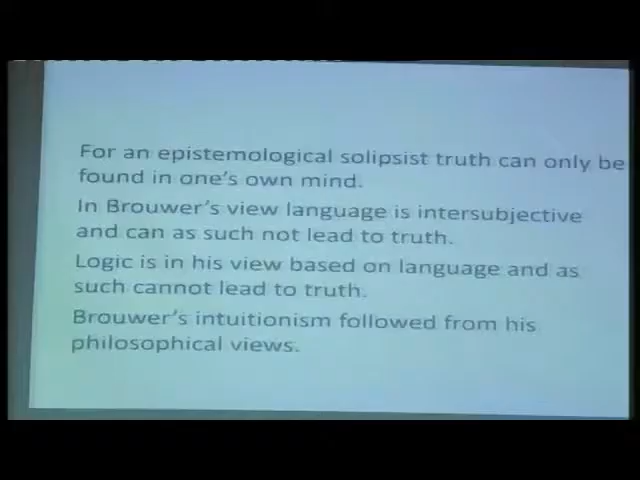 For an epistemological solipsist truth can only be
found in one's own mind.
In Brouwer's view language is intersubjective
and can as such not lead to truth.
Logic is in his view based on language and as
such cannot lead to truth.
Brouwer's intuitionism followed from his
philosophical views.